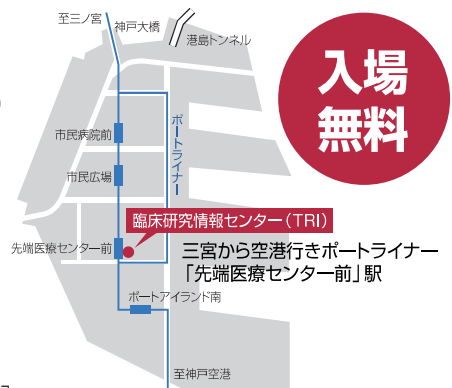 至三ノ宮
神戸大橋
港島トンネル
入場
無料
市民病院前
ポートライナー
市民広場
臨床研究情報センター(TRI)
先端医療センター前
三宮から空港行きポートライナー
「先端医療センター前」駅
ポートアイランド南
至神戸空港